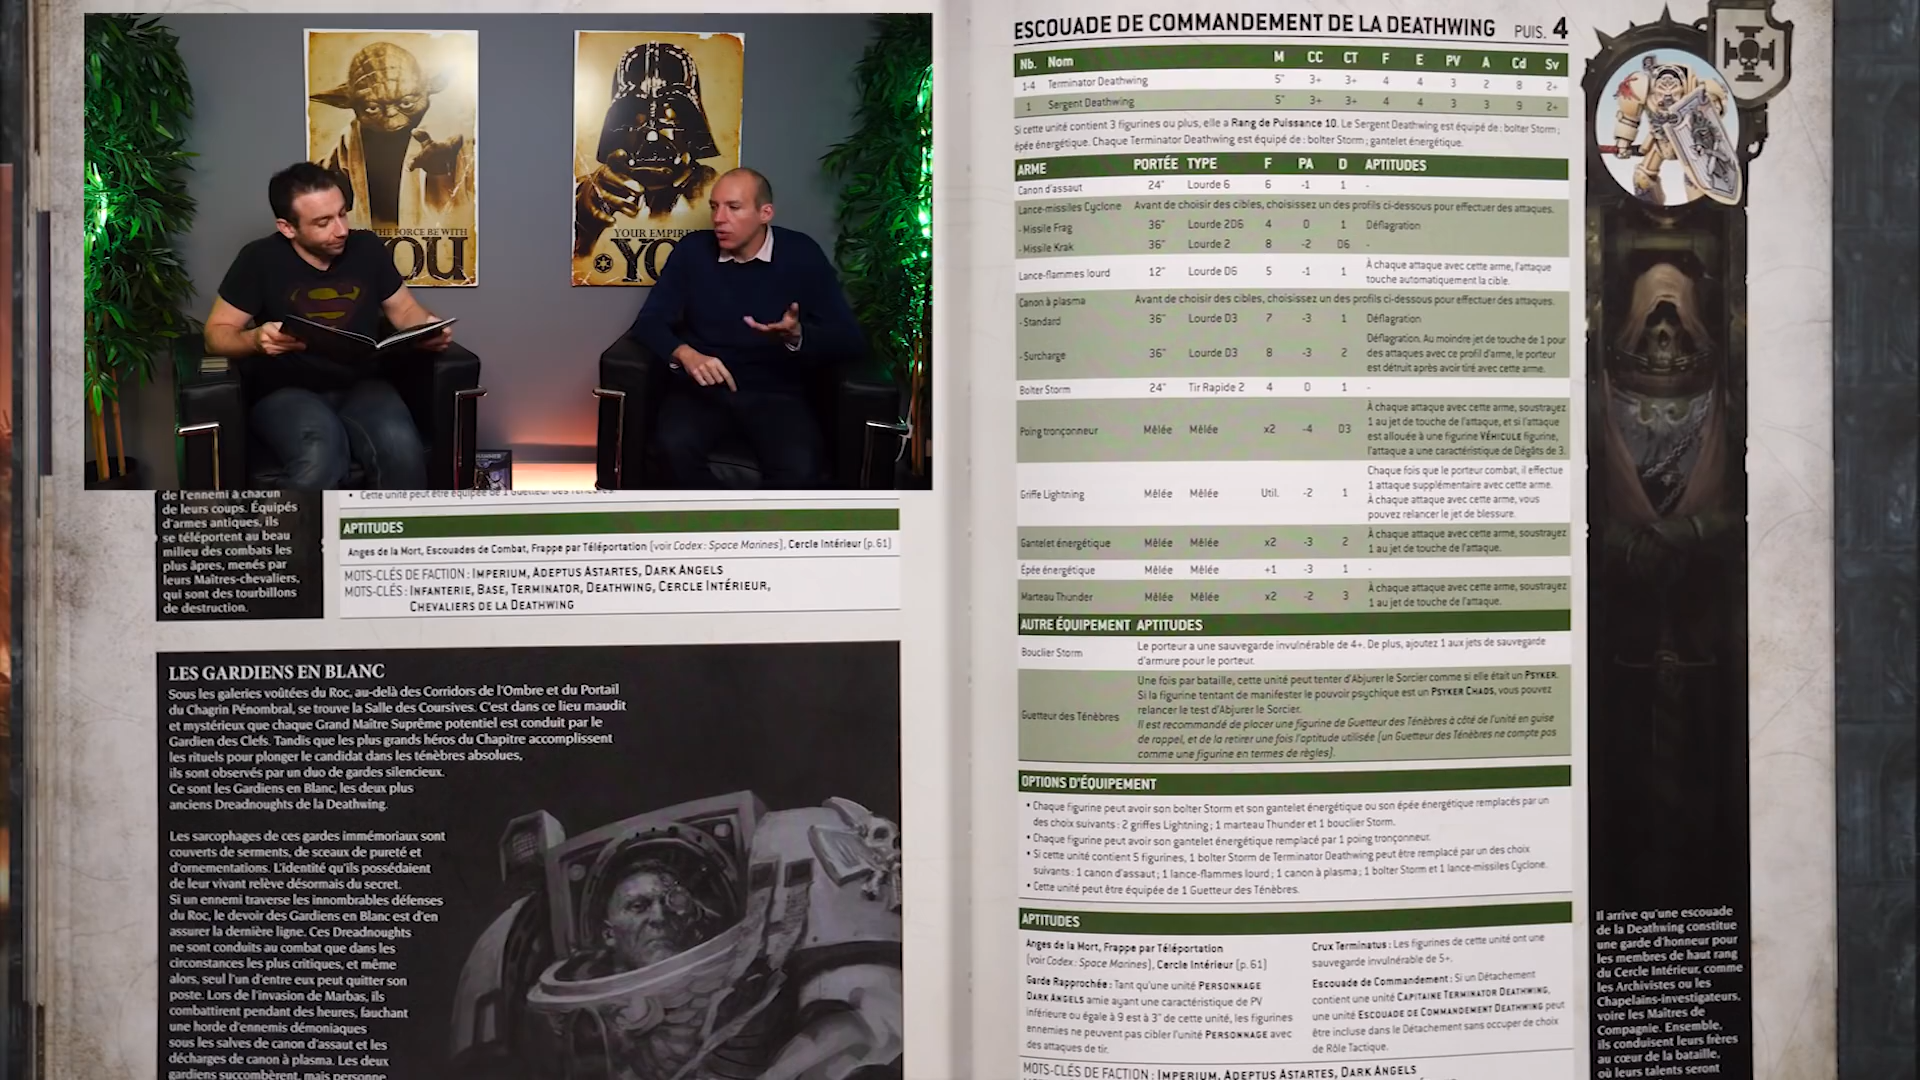 THE FORCE BE WITH
YOU
YOUR EMPIRE
YO
de l'ennemi à chacun
de leurs coups. Équipés
d'armes antiques, ils
se téléportent au beau
milieu des combats les
plus âpres, menés par
leurs Maîtres-chevaliers,
qui sont des tourbillons
de destruction.
• Cette unité peut être équipée de 1 Guetteur des Ténèbres.
APTITUDES
Anges de la Mort, Escouades de Combat, Frappe par Téléportation (voir Codex : Space Marines), Cercle Intérieur (p.61)
MOTS-CLÉS DE FACTION : IMPERIUM, ADEPTUS ASTARTES, DARK ANGELS
MOTS-CLÉS : INFANTERIE, BASE, TERMINATOR, DEATHWING, CERCLE INTÉRIEUR,
CHEVALIERS DE LA DEATHWING
LES GARDIENS EN BLANC
Sous les galeries voûtées du Roc, au-delà des Corridors de l'Ombre et du Portail
du Chagrin Pénombral, se trouve la Salle des Coursives. C'est dans ce lieu maudit
et mystérieux que chaque Grand Maître Suprême potentiel est conduit par le
Gardien des Clefs. Tandis que les plus grands héros du Chapitre accomplissent
les rituels pour plonger le candidat dans les ténèbres absolues,
ils sont observés par un duo de gardes silencieux.
Ce sont les Gardiens en Blanc, les deux plus
anciens Dreadnoughts de la Deathwing.
Les sarcophages de ces gardes immémoriaux sont
couverts de serments, de sceaux de pureté et
d'ornementations. L'identité qu'ils possédaient
de leur vivant relève désormais du secret.
Si un ennemi traverse les innombrables défenses
du Roc, le devoir des Gardiens en Blanc est d'en
assurer la dernière ligne. Ces Dreadnoughts
ne sont conduits au combat que dans les
circonstances les plus critiques, et même
alors, seul l'un d'entre eux peut quitter son
poste. Lors de l'invasion de Marbas, ils
combattirent pendant des heures, fauchant
une horde d'ennemis démoniaques
sous les salves de canon d'assaut et les
décharges de canon à plasma. Les deux
gardiens succombèrent, mais personne
ESCOUADE DE COMMANDEMENT DE LA DEATHWING PUIS. 4
Nb. Nom M CC CT F E PV A Cd Sv
1-4 Terminator Deathwing 5" 3+ 3+ 4 4 3 2 8 2+
1 Sergent Deathwing 5" 3+ 3+ 4 4 3 3 9 2+
Si cette unité contient 3 figurines ou plus, elle a Rang de Puissance 10. Le Sergent Deathwing est équipé de : bolter Storm ;
épée énergétique. Chaque Terminator Deathwing est équipé de : bolter Storm ; gantelet énergétique.
ARME PORTÉE TYPE F PA D APTITUDES
Canon d'assaut 24" Lourde 6 6 -1 1 -
Lance-missiles Cyclone Avant de choisir des cibles, choisissez un des profils ci-dessous pour effectuer des attaques.
- Missile Frag 36" Lourde 2D6 4 0 1 Déflagration
- Missile Krak 36" Lourde 2 8 -2 D6 -
Lance-flammes lourd 12" Lourde D6 5 -1 1 À chaque attaque avec cette arme, l'attaque
touche automatiquement la cible.
Canon à plasma Avant de choisir des cibles, choisissez un des profils ci-dessous pour effectuer des attaques.
- Standard 36" Lourde D3 7 -3 1 Déflagration
- Surcharge 36" Lourde D3 8 -3 2 Déflagration. Au moindre jet de touche de 1 pour
des attaques avec ce profil d'arme, le porteur
est détruit après avoir tiré avec cette arme.
Bolter Storm 24" Tir Rapide 2 4 0 1 -
Poing tronçonneur Mêlée Mêlée x2 -4 D3 À chaque attaque avec cette arme, soustrayez
1 au jet de touche de l'attaque, et si l'attaque
est allouée à une figurine VÉHICULE figurine,
l'attaque a une caractéristique de Dégâts de 3.
Griffe Lightning Mêlée Mêlée Util. -2 1 Chaque fois que le porteur combat, il effectue
1 attaque supplémentaire avec cette arme.
À chaque attaque avec cette arme, vous
pouvez relancer le jet de blessure.
Gantelet énergétique Mêlée Mêlée x2 -3 2 À chaque attaque avec cette arme, soustrayez
1 au jet de touche de l'attaque.
Épée énergétique Mêlée Mêlée +1 -3 1 -
Marteau Thunder Mêlée Mêlée x2 -2 3 À chaque attaque avec cette arme, soustrayez
1 au jet de touche de l'attaque.
AUTRE ÉQUIPEMENT APTITUDES
Bouclier Storm Le porteur a une sauvegarde invulnérable de 4+. De plus, ajoutez 1 aux jets de sauvegarde
d'armure pour le porteur.
Guetteur des Ténèbres Une fois par bataille, cette unité peut tenter d'Abjurer le Sorcier comme si elle était un PSYKER.
Si la figurine tentant de manifester le pouvoir psychique est un PSYKER CHAOS, vous pouvez
relancer le test d'Abjurer le Sorcier.
Il est recommandé de placer une figurine de Guetteur des Ténèbres à côté de l'unité en guise
de rappel, et de la retirer une fois l'aptitude utilisée (un Guetteur des Ténèbres ne compte pas
comme une figurine en termes de règles).
OPTIONS D'ÉQUIPEMENT
• Chaque figurine peut avoir son bolter Storm et son gantelet énergétique ou son épée énergétique remplacés par un
des choix suivants : 2 griffes Lightning ; 1 marteau Thunder et 1 bouclier Storm.
• Chaque figurine peut avoir son gantelet énergétique remplacé par 1 poing tronçonneur.
• Si cette unité contient 5 figurines, 1 bolter Storm de Terminator Deathwing peut être remplacé par un des choix
suivants : 1 canon d'assaut ; 1 lance-flammes lourd ; 1 canon à plasma ; 1 bolter Storm et 1 lance-missiles Cyclone.
• Cette unité peut être équipée de 1 Guetteur des Ténèbres.
APTITUDES
Anges de la Mort, Frappe par Téléportation
(voir Codex : Space Marines), Cercle Intérieur (p.61)
Garde Rapprochée : Tant qu'une unité PERSONNAGE
DARK ANGELS amie ayant une caractéristique de PV
inférieure ou égale à 9 est à 3" de cette unité, les figurines
ennemies ne peuvent pas cibler l'unité PERSONNAGE avec
des attaques de tir.
Crux Terminatus : Les figurines de cette unité ont une
sauvegarde invulnérable de 5+.
Escouade de Commandement : Si un Détachement
contient une unité CAPITAINE TERMINATOR DEATHWING,
une unité ESCOUADE DE COMMANDEMENT DEATHWING peut
être incluse dans le Détachement sans occuper de choix
de Rôle Tactique.
MOTS-CLÉS DE FACTION : IMPERIUM, ADEPTUS ASTARTES, DARK ANGELS
Il arrive qu'une escouade
de la Deathwing constitue
une garde d'honneur pour
les membres de haut rang
du Cercle Intérieur, comme
les Archivistes ou les
Chapelains-investigateurs,
voire les Maîtres de
Compagnie. Ensemble,
ils conduisent leurs frères
au cœur de la bataille,
où leurs talents seront